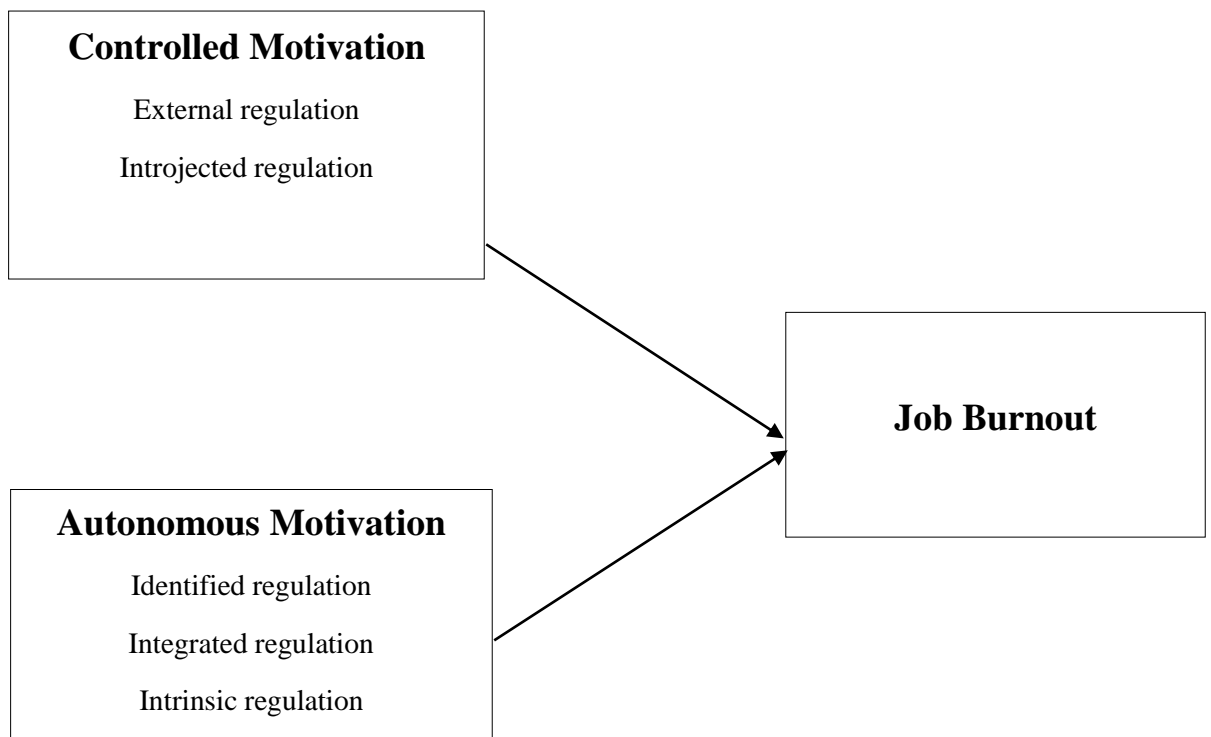 Controlled Motivation
External regulation
Introjected regulation
Job Burnout
Autonomous Motivation
Identified regulation
Integrated regulation
Intrinsic regulation